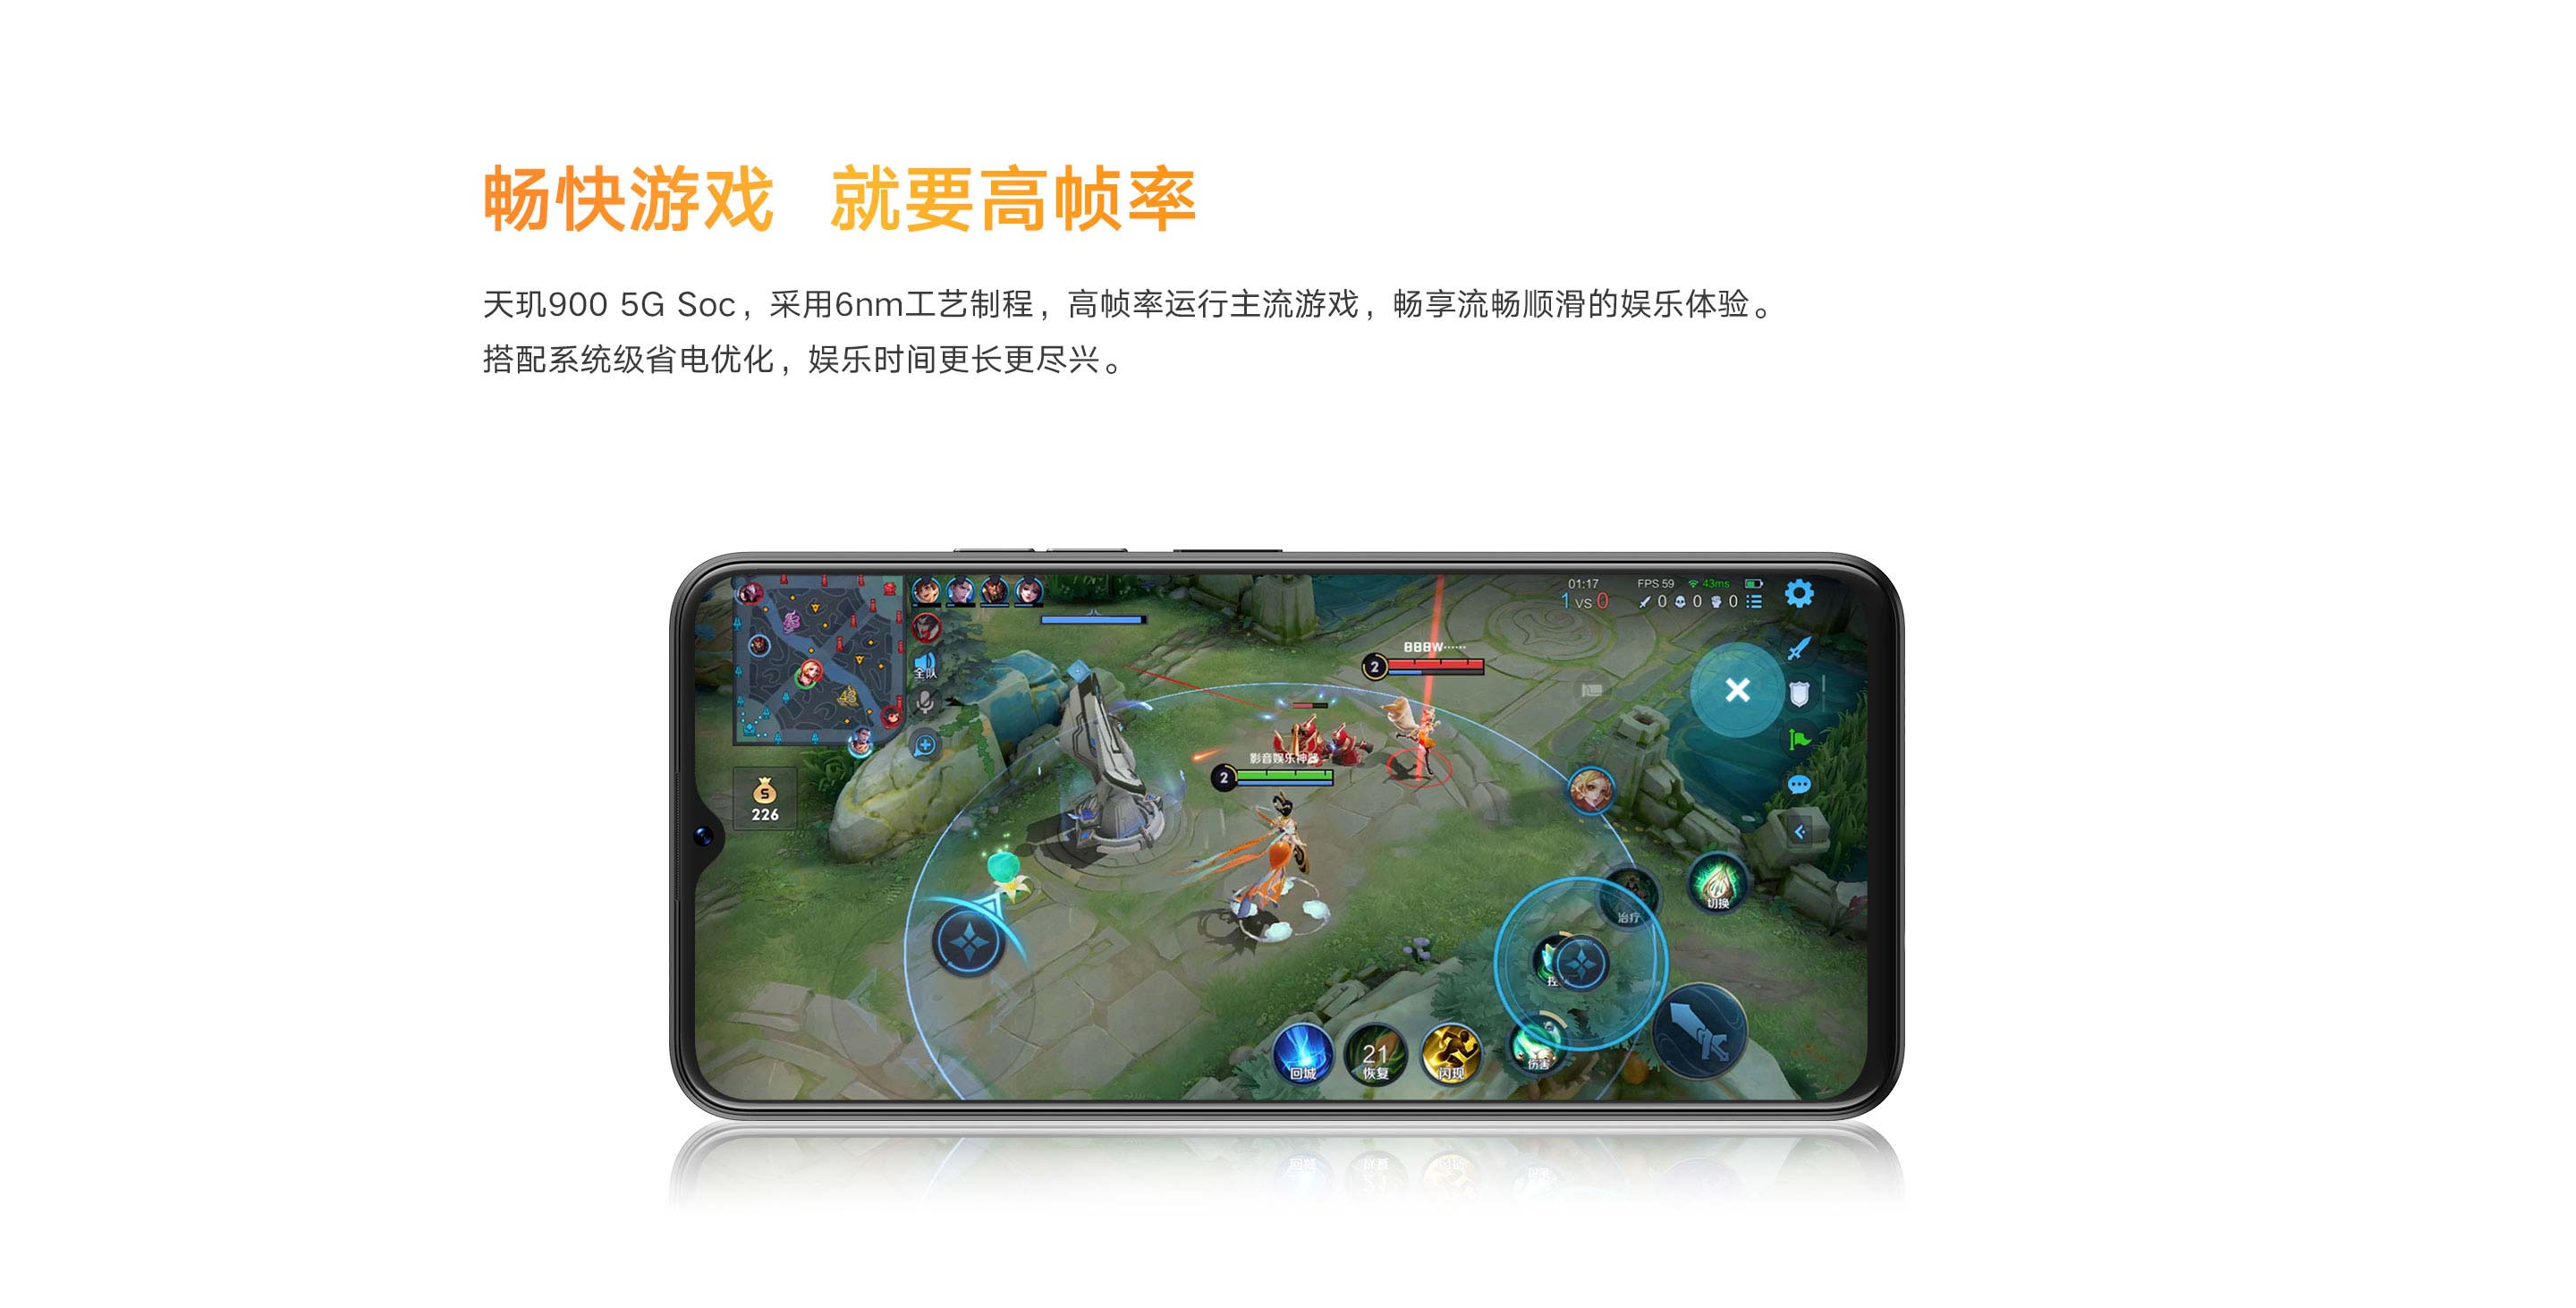 畅快游戏 就要高帧率
天玑900 5G Soc，采用6nm工艺制程，高帧率运行主流游戏，畅享流畅顺滑的娱乐体验。
搭配系统级省电优化，娱乐时间更长更尽兴。
01:17 FPS 59 43ms
1 VS 0 0 0 0
BBBW······
2
全队
影音娱乐神器
2
S
226
切换
治疗
控
伤害
回城
21
恢复
闪现